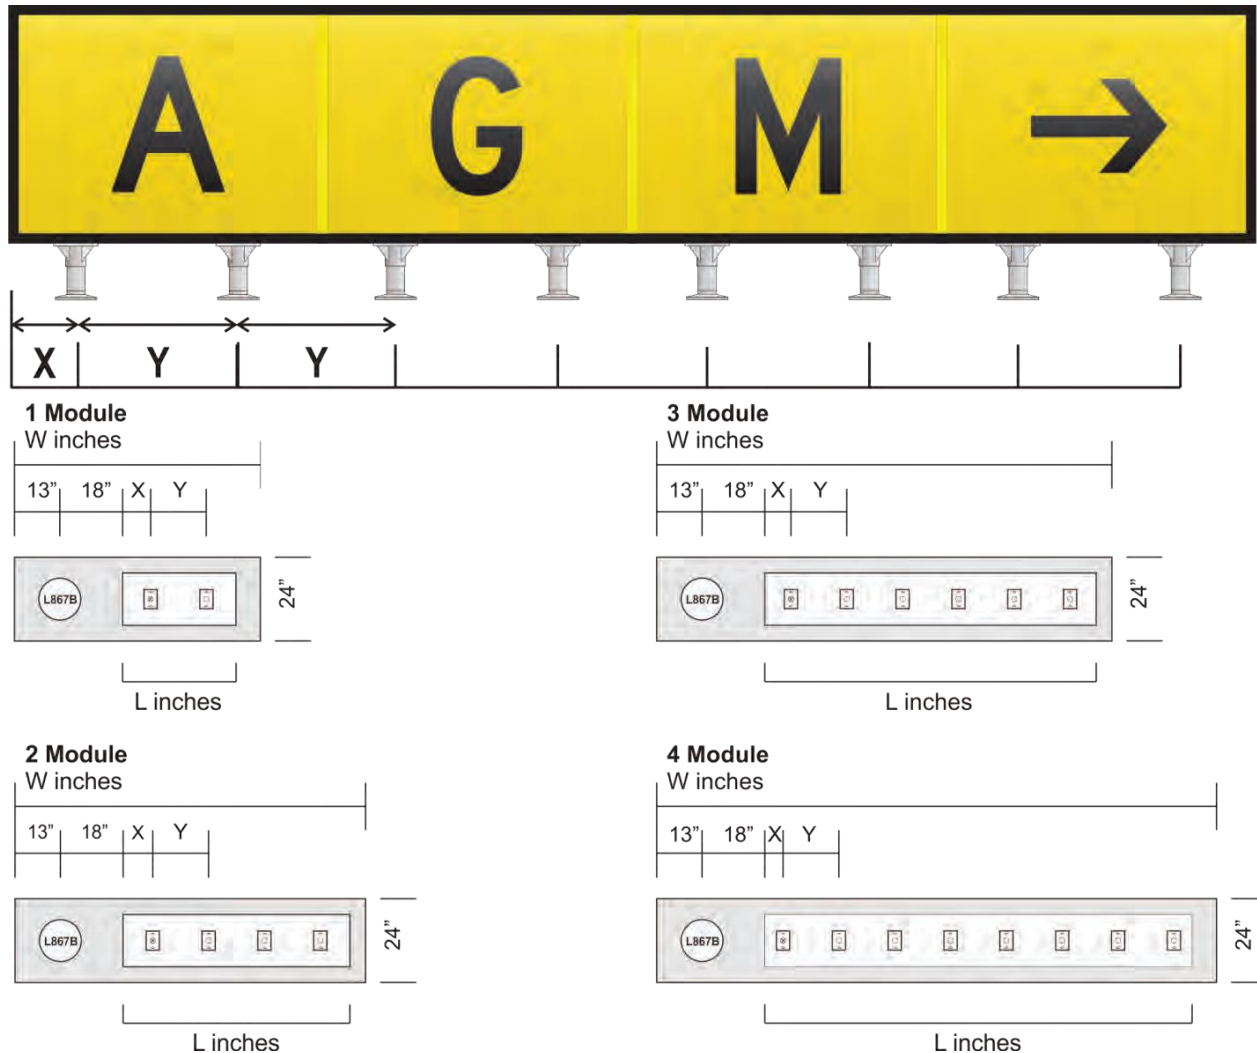 A G M →
X Y Y
1 Module
W inches
13" 18" X Y
L867B
24"
L inches
3 Module
W inches
13" 18" X Y
L867B
24"
L inches
2 Module
W inches
13" 18" X Y
L867B
24"
L inches
4 Module
W inches
13" 18" X Y
L867B
24"
L inches